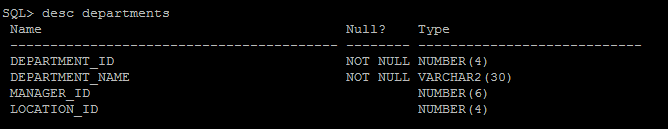 SQL> desc departments
Name Null? Type
----------------------------------------- -------- ----------------------------
DEPARTMENT_ID NOT NULL NUMBER(4)
DEPARTMENT_NAME NOT NULL VARCHAR2(30)
MANAGER_ID NUMBER(6)
LOCATION_ID NUMBER(4)